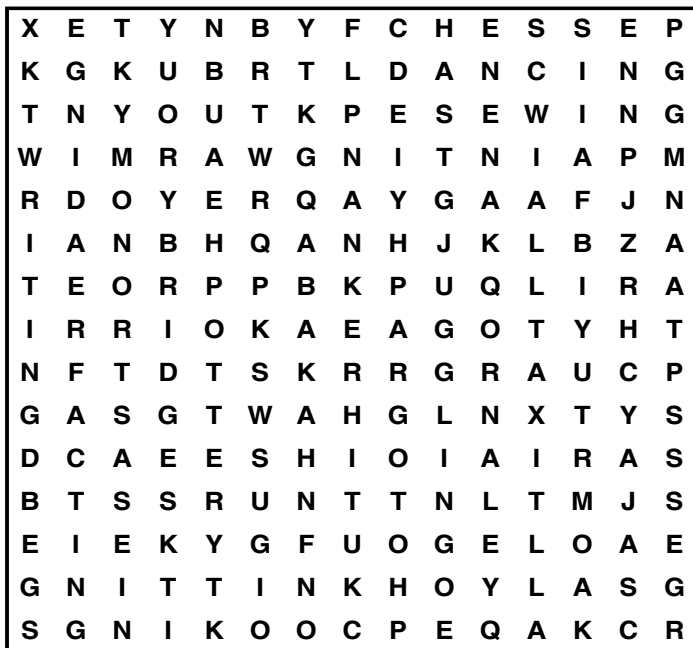 X E T Y N B Y F C H E S S E P
K G K U B R T L D A N C I N G
T N Y O U T K P E S E W I N G
W I M R A W G N I T N I A P M
R D O Y E R Q A Y G A A F J N
I A N B H Q A N H J K L B Z A
T E O R P P B K P U Q L I R A
I R R I O K A E A G O T Y H T
N F T D T S K R R G R A U C P
G A S G T W A H G L N X T Y S
D C A E E S H I O I A I R A S
B T S S R U N T T N L T M J S
E I E K Y G F U O G E L O A E
G N I T T I N K H O Y L A S G
S G N I K O O C P E Q A K C R